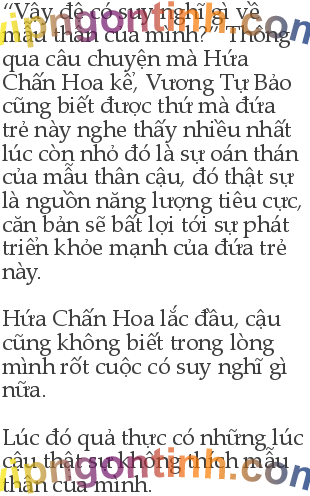 “Vậy đệ có suy nghĩ gì về
mẫu thân của mình?” Thông
qua câu chuyện mà Hứa
Chấn Hoa kể, Vương Tự Bảo
cũng biết được thứ mà đứa
trẻ này nghe thấy nhiều nhất
lúc còn nhỏ đó là sự oán thán
của mẫu thân cậu, đó thật sự
là nguồn năng lượng tiêu cực,
căn bản sẽ bất lợi tới sự phát
triển khỏe mạnh của đứa trẻ
này.
Hứa Chấn Hoa lắc đầu, cậu
cũng không biết trong lòng
mình rốt cuộc có suy nghĩ gì
nữa.
Lúc đó quả thực có những lúc
cậu thật sự không thích mẫu
thân của mình.
vipngontinh.com
vipngontinh.com